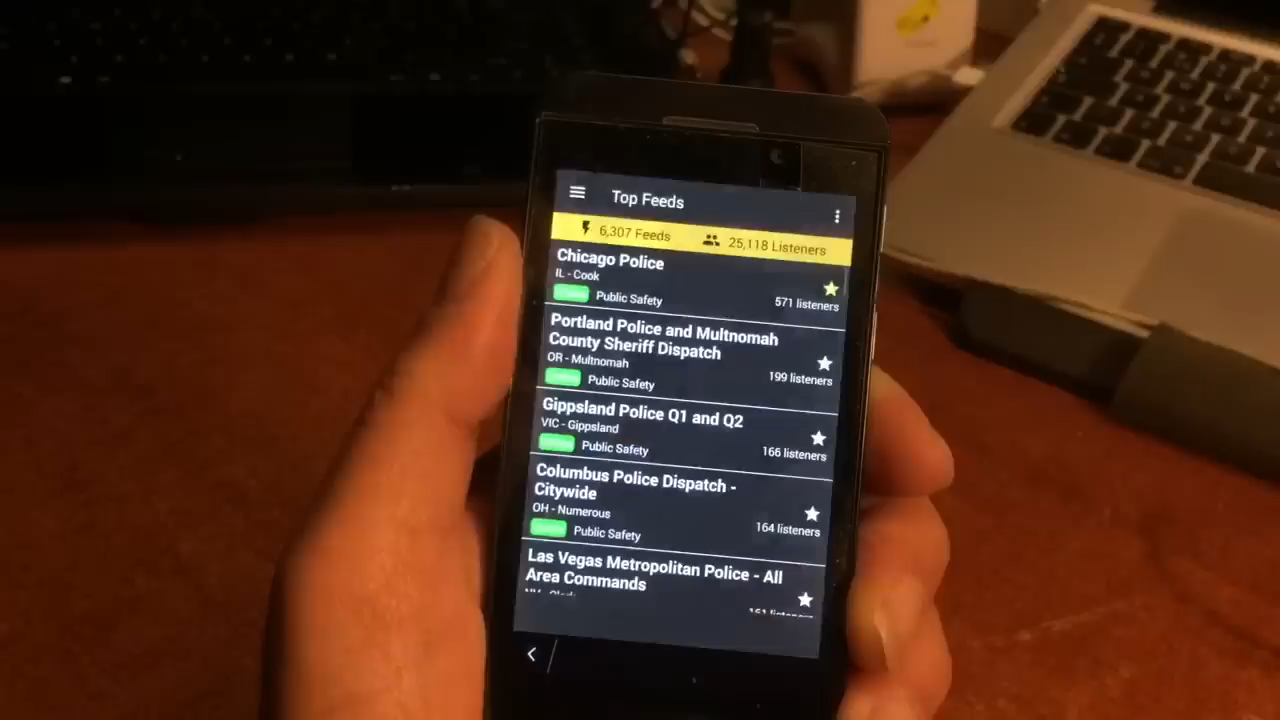 Top Feeds
6,307 Feeds 25,118 Listeners
Chicago Police
IL - Cook
Public Safety 571 listeners
Portland Police and Multnomah
County Sheriff Dispatch
OR - Multnomah
Public Safety 199 listeners
Gippsland Police Q1 and Q2
VIC - Gippsland
Public Safety 166 listeners
Columbus Police Dispatch -
Citywide
OH - Numerous
Public Safety 164 listeners
Las Vegas Metropolitan Police - All
Area Commands